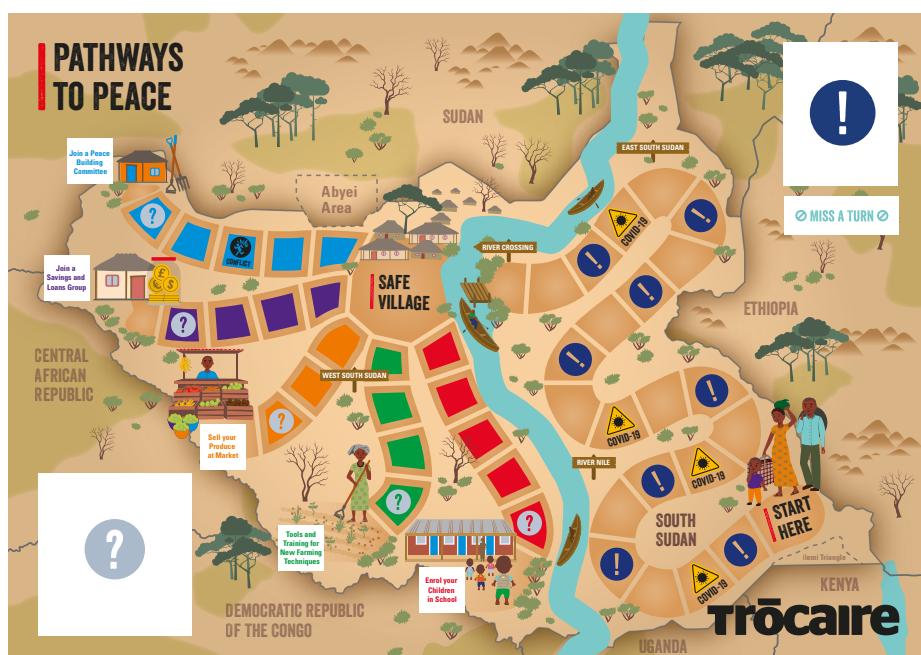 PATHWAYS
TO PEACE
SUDAN
!
MISS A TURN
EAST SOUTH SUDAN
Join a Peace
Building
Committee
Abyei
Area
?
CONFLICT
!
COVID-19
!
RIVER CROSSING
Join a
Savings and
Loans Group
£
€
$
SAFE
VILLAGE
!
ETHIOPIA
?
CENTRAL
AFRICAN
REPUBLIC
WEST SOUTH SUDAN
!
!
?
Sell your
Produce
at Market
COVID-19
RIVER NILE
!
COVID-19
?
?
START
HERE
SOUTH
SUDAN
?
Tools and
Training for
New Farming
Techniques
!
!
Ilemi Triangle
Enrol your
Children
in School
COVID-19
KENYA
DEMOCRATIC REPUBLIC
OF THE CONGO
Trōcaire
UGANDA